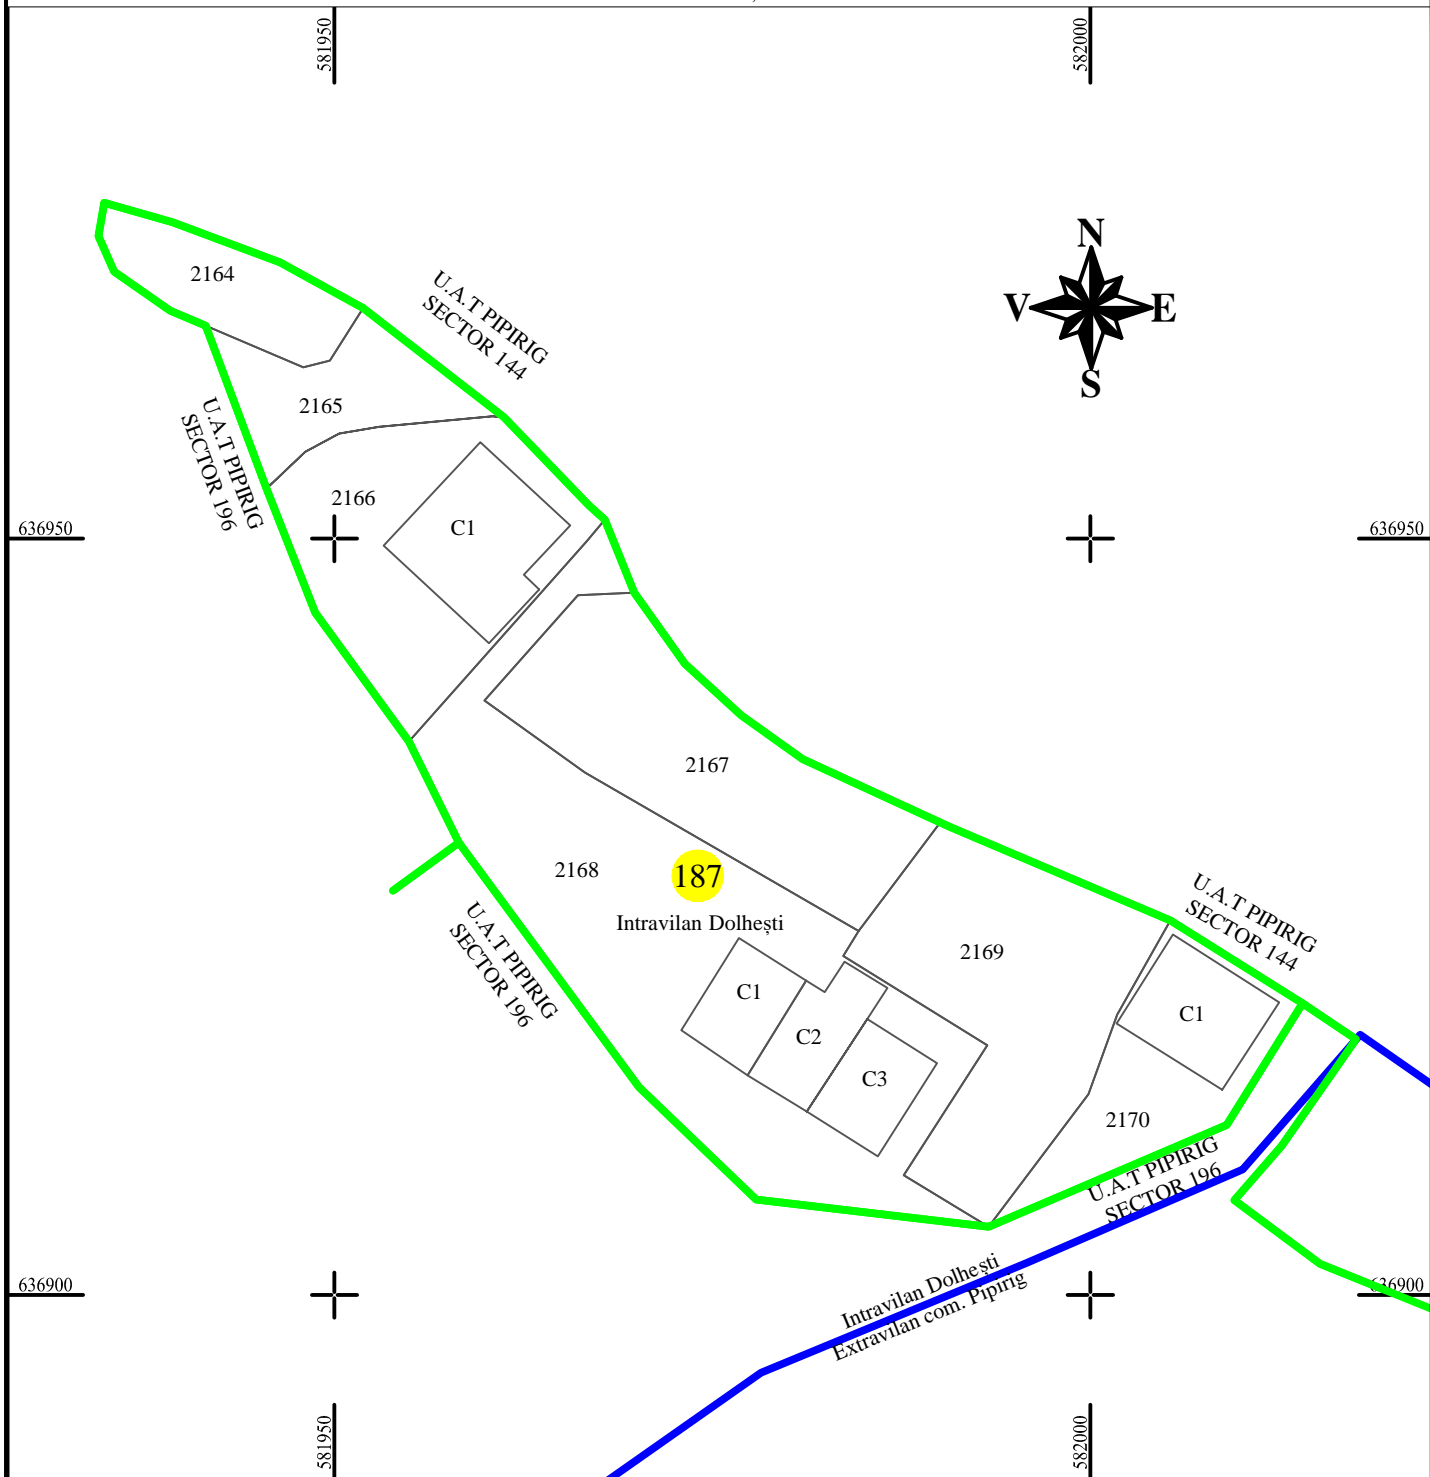 581950
582000
N
V
E
S
2164
U.A.T PIPIRIG
SECTOR 144
2165
U.A.T PIPIRIG
SECTOR 196
2166
C1
636950
636950
2167
2168
187
Intravilan Dolhești
U.A.T PIPIRIG
SECTOR 144
2169
U.A.T PIPIRIG
SECTOR 196
C1
C1
C2
C3
2170
U.A.T PIPIRIG
SECTOR 196
Intravilan Dolhești
Extravilan com. Pipirig
636900
636900
581950
582000